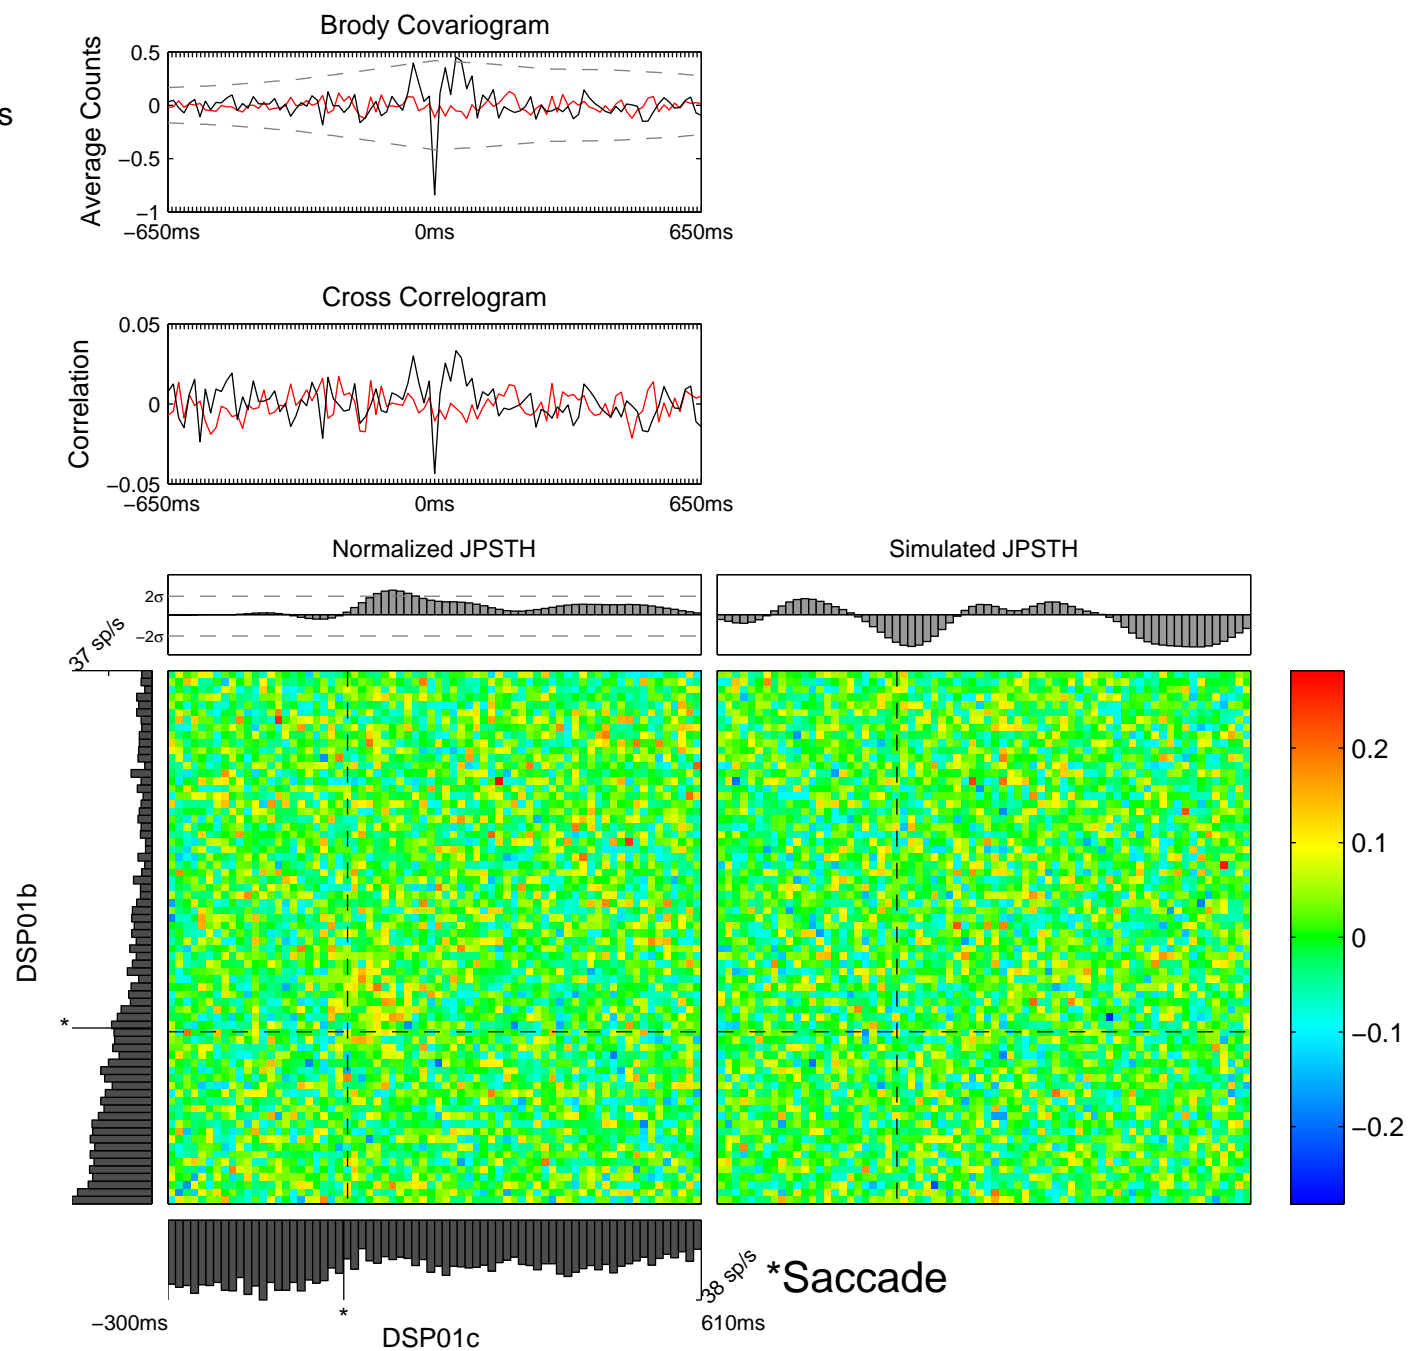 Brody Covariogram
s
Average Counts
0.5
0
−0.5
−1
−650ms 0ms 650ms
Cross Correlogram
Correlation
0.05
0
−0.05
−650ms 0ms 650ms
Normalized JPSTH Simulated JPSTH
2σ
−2σ
37 sp/s
DSP01b
*
0.2
0.1
0
−0.1
−0.2
38 sp/s
*Saccade
*
−300ms 610ms
DSP01c